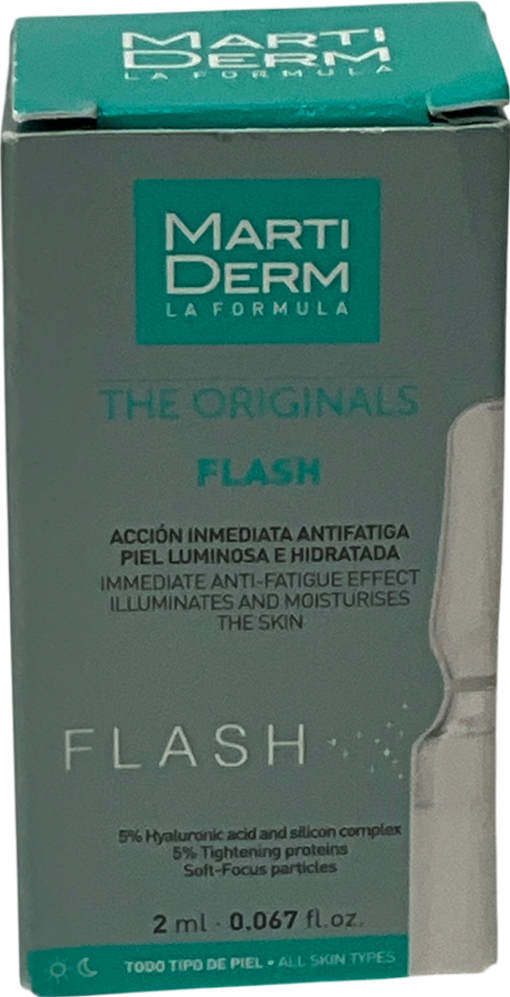 MARTI
DERM
LA FORMULA
MARTI
DERM
LA FORMULA
THE ORIGINALS
FLASH
ACCIÓN INMEDIATA ANTIFATIGA
PIEL LUMINOSA E HIDRATADA
IMMEDIATE ANTI-FATIGUE EFFECT
ILLUMINATES AND MOISTURISES
THE SKIN
FLASH
5% Hyaluronic acid and silicon complex
5% Tightening proteins
Soft-Focus particles
2 ml · 0.067 fl.oz.
TODO TIPO DE PIEL • ALL SKIN TYPES